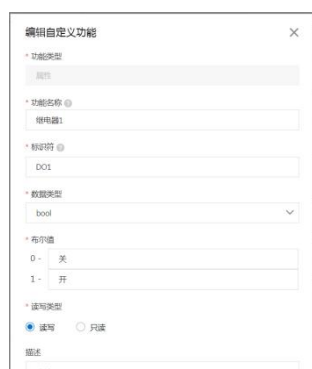 编辑自定义功能
* 功能类型
属性
* 功能名称
继电器1
* 标识符
DO1
* 数据类型
bool
* 布尔值
0 - 关
1 - 开
* 读写类型
读写 只读
描述